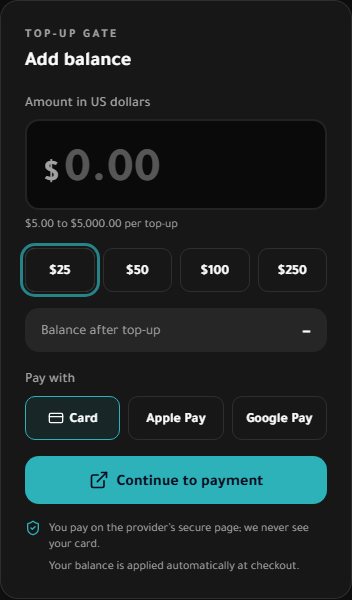 TOP-UP GATE
Add balance
Amount in US dollars
$ 0.00
$5.00 to $5,000.00 per top-up
$25 $50 $100 $250
Balance after top-up –
Pay with
Card Apple Pay Google Pay
Continue to payment
You pay on the provider's secure page; we never see
your card.
Your balance is applied automatically at checkout.